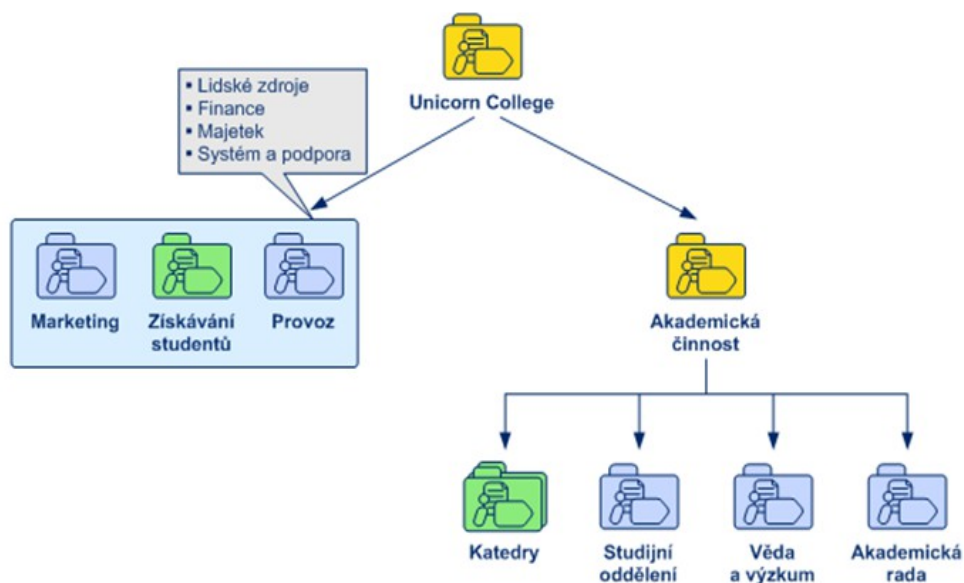 Unicorn College
▪ Lidské zdroje
▪ Finance
▪ Majetek
▪ Systém a podpora
Marketing
Získávání
studentů
Provoz
Akademická
činnost
Katedry
Studijní
oddělení
Věda
a výzkum
Akademická
rada